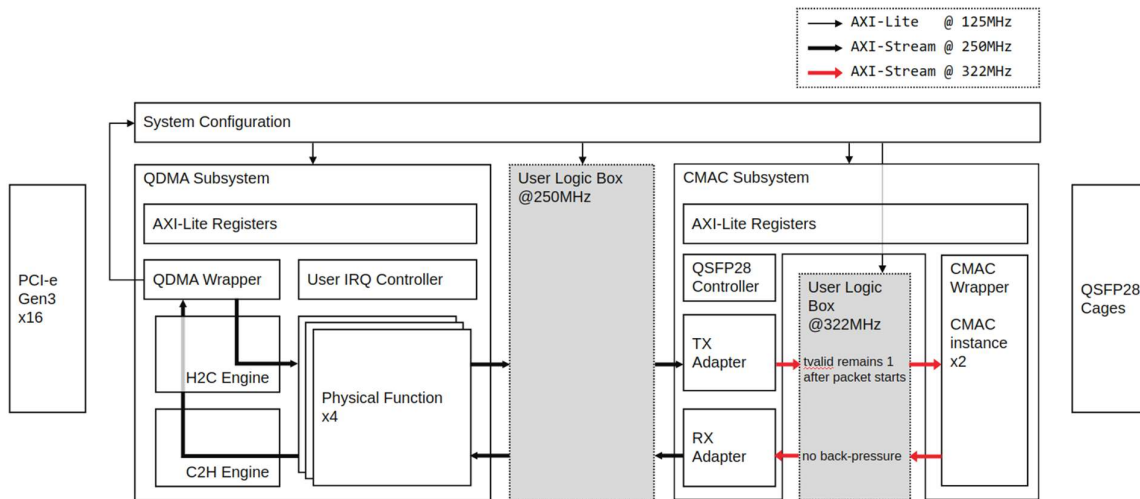 AXI-Lite @ 125MHz
AXI-Stream @ 250MHz
AXI-Stream @ 322MHz
System Configuration
PCI-e
Gen3
x16
QDMA Subsystem
AXI-Lite Registers
QDMA Wrapper
User IRQ Controller
H2C Engine
C2H Engine
Physical Function
x4
User Logic Box
@250MHz
CMAC Subsystem
AXI-Lite Registers
QSFP28
Controller
TX
Adapter
RX
Adapter
User Logic
Box
@322MHz
tvalid remains 1
after packet starts
no back-pressure
CMAC
Wrapper
CMAC
instance
x2
QSFP28
Cages